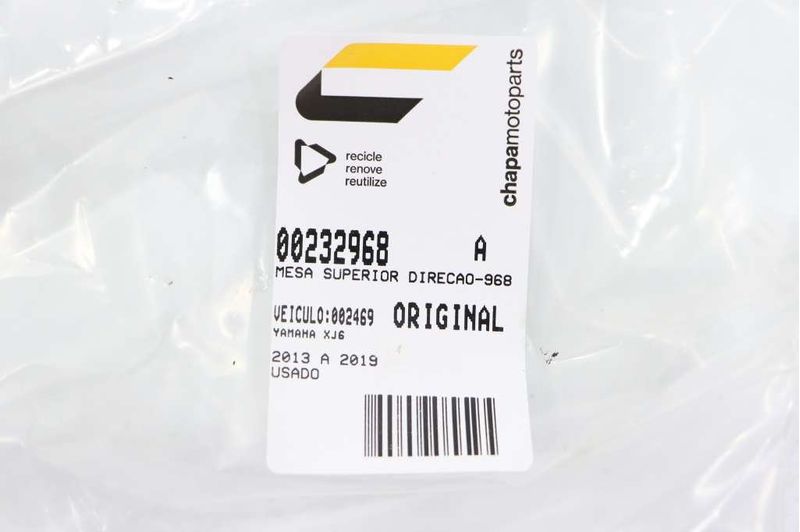 chapamotoparts
recicle
renove
reutilize
00232968 A
MESA SUPERIOR DIRECAO-968
VEICULO:002469 ORIGINAL
YAMAHA XJ6
2013 A 2019
USADO